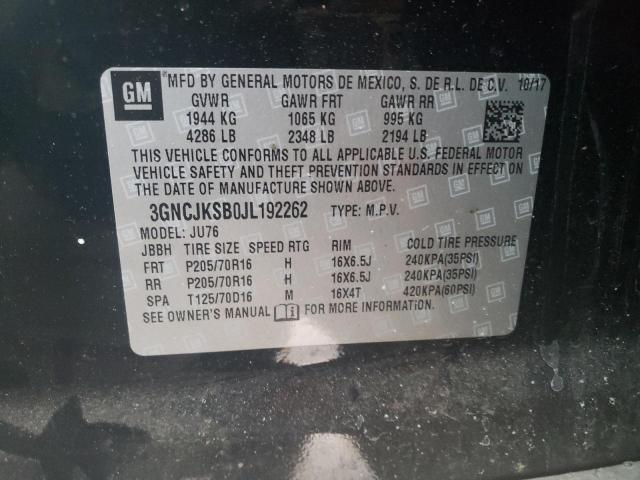 GM
MFD BY GENERAL MOTORS DE MEXICO, S. DE R.L. DE C.V. 10/17
GVWR GAWR FRT GAWR RR
1944 KG 1065 KG 995 KG
4286 LB 2348 LB 2194 LB
THIS VEHICLE CONFORMS TO ALL APPLICABLE U.S. FEDERAL MOTOR
VEHICLE SAFETY AND THEFT PREVENTION STANDARDS IN EFFECT ON
THE DATE OF MANUFACTURE SHOWN ABOVE.
3GNCJKSB0JL192262 TYPE: M.P.V.
MODEL: JU76
JBBH TIRE SIZE SPEED RTG RIM COLD TIRE PRESSURE
FRT P205/70R16 H 16X6.5J 240KPA(35PSI)
RR P205/70R16 H 16X6.5J 240KPA(35PSI)
SPA T125/70D16 M 16X4T 420KPA(60PSI)
SEE OWNER'S MANUAL FOR MORE INFORMATION.